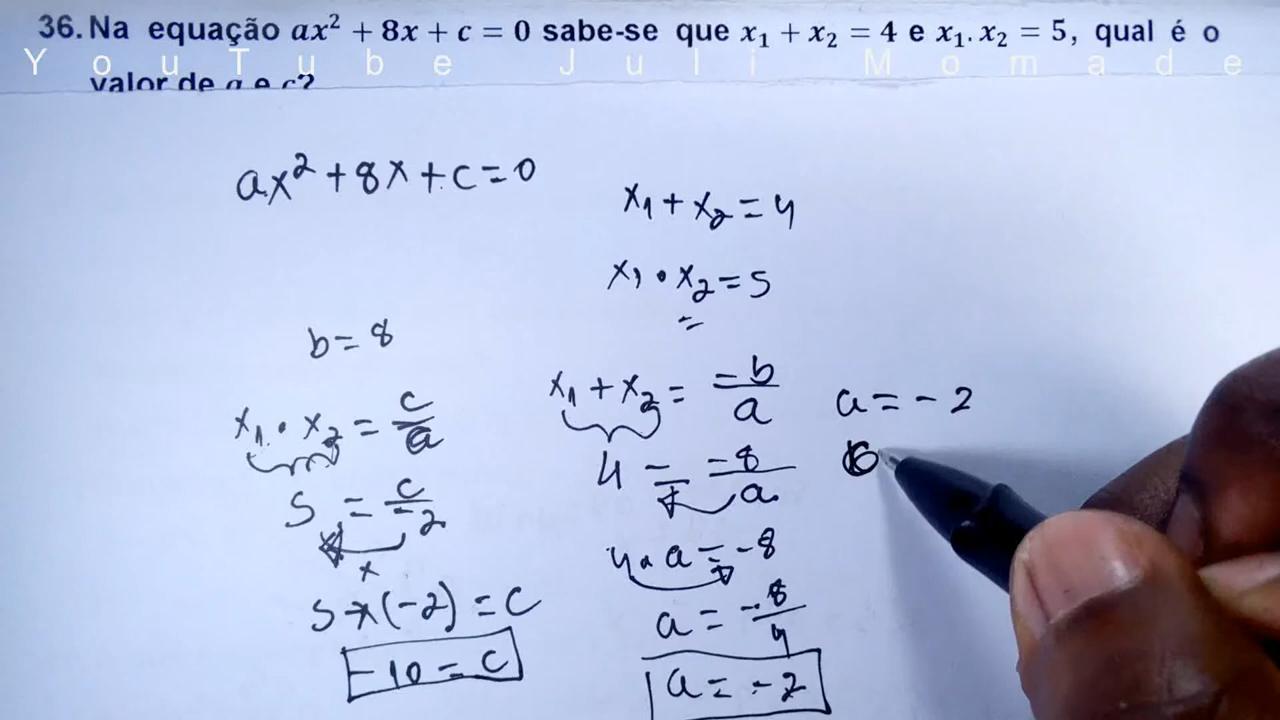 36. Na equação ax² + 8x + c = 0 sabe-se que x₁ + x₂ = 4 e x₁. x₂ = 5, qual é o
YouTube Juli Momade
valor de a e c?
ax² + 8x + c = 0
x₁ + x₂ = 4
x₁ • x₂ = 5
=
b = 8
x₁ • x₂ = c/a
5 = c/-2
x
5 × (-2) = c
-10 = c
x₁ + x₂ = -b/a
4 = -8/a
4 • a = -8
a = -8/4
a = -2
a = -2